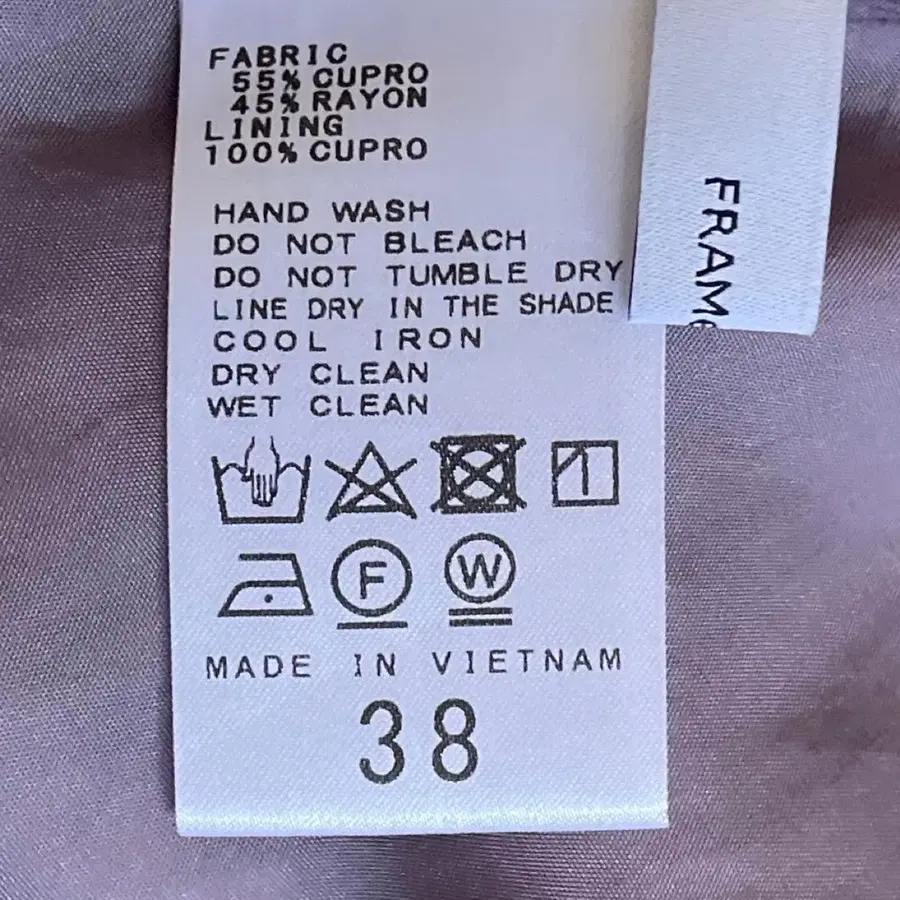 FABRIC
55% CUPRO
45% RAYON
LINING
100% CUPRO
HAND WASH
DO NOT BLEACH
DO NOT TUMBLE DRY
LINE DRY IN THE SHADE
COOL IRON
DRY CLEAN
WET CLEAN
F W
MADE IN VIETNAM
38